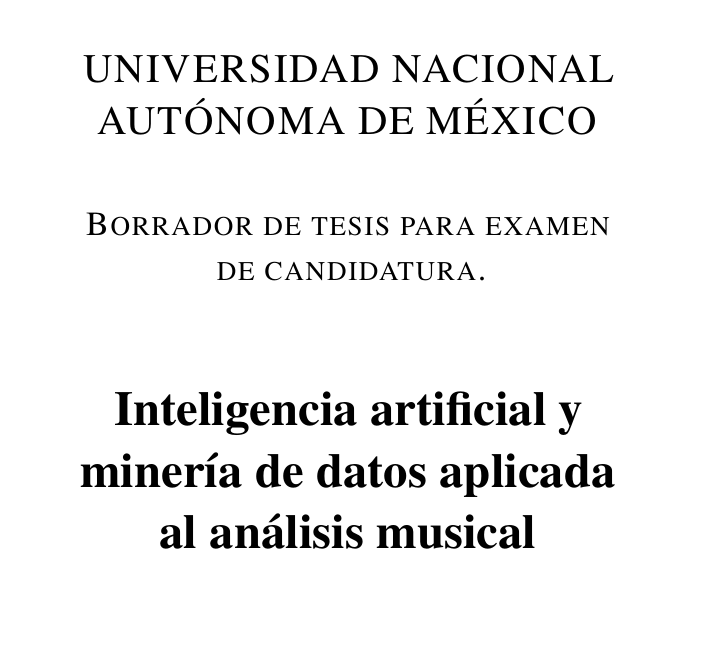 UNIVERSIDAD NACIONAL
AUTÓNOMA DE MÉXICO
BORRADOR DE TESIS PARA EXAMEN
DE CANDIDATURA.
Inteligencia artificial y
minería de datos aplicada
al análisis musical